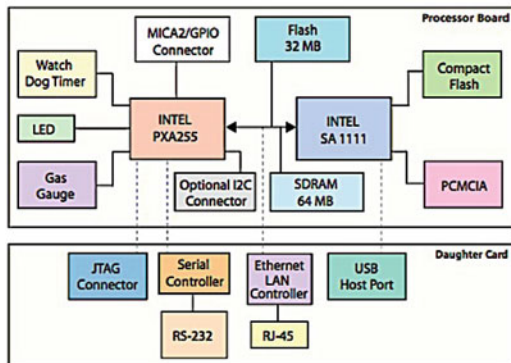 Processor Board
MICA2/GPIO
Connector
Flash
32 MB
Watch
Dog Timer
Compact
Flash
LED
INTEL
PXA255
INTEL
SA 1111
Gas
Gauge
Optional I2C
Connector
SDRAM
64 MB
PCMCIA
Daughter Card
JTAG
Connector
Serial
Controller
Ethernet
LAN
Controller
USB
Host Port
RS-232
RJ-45